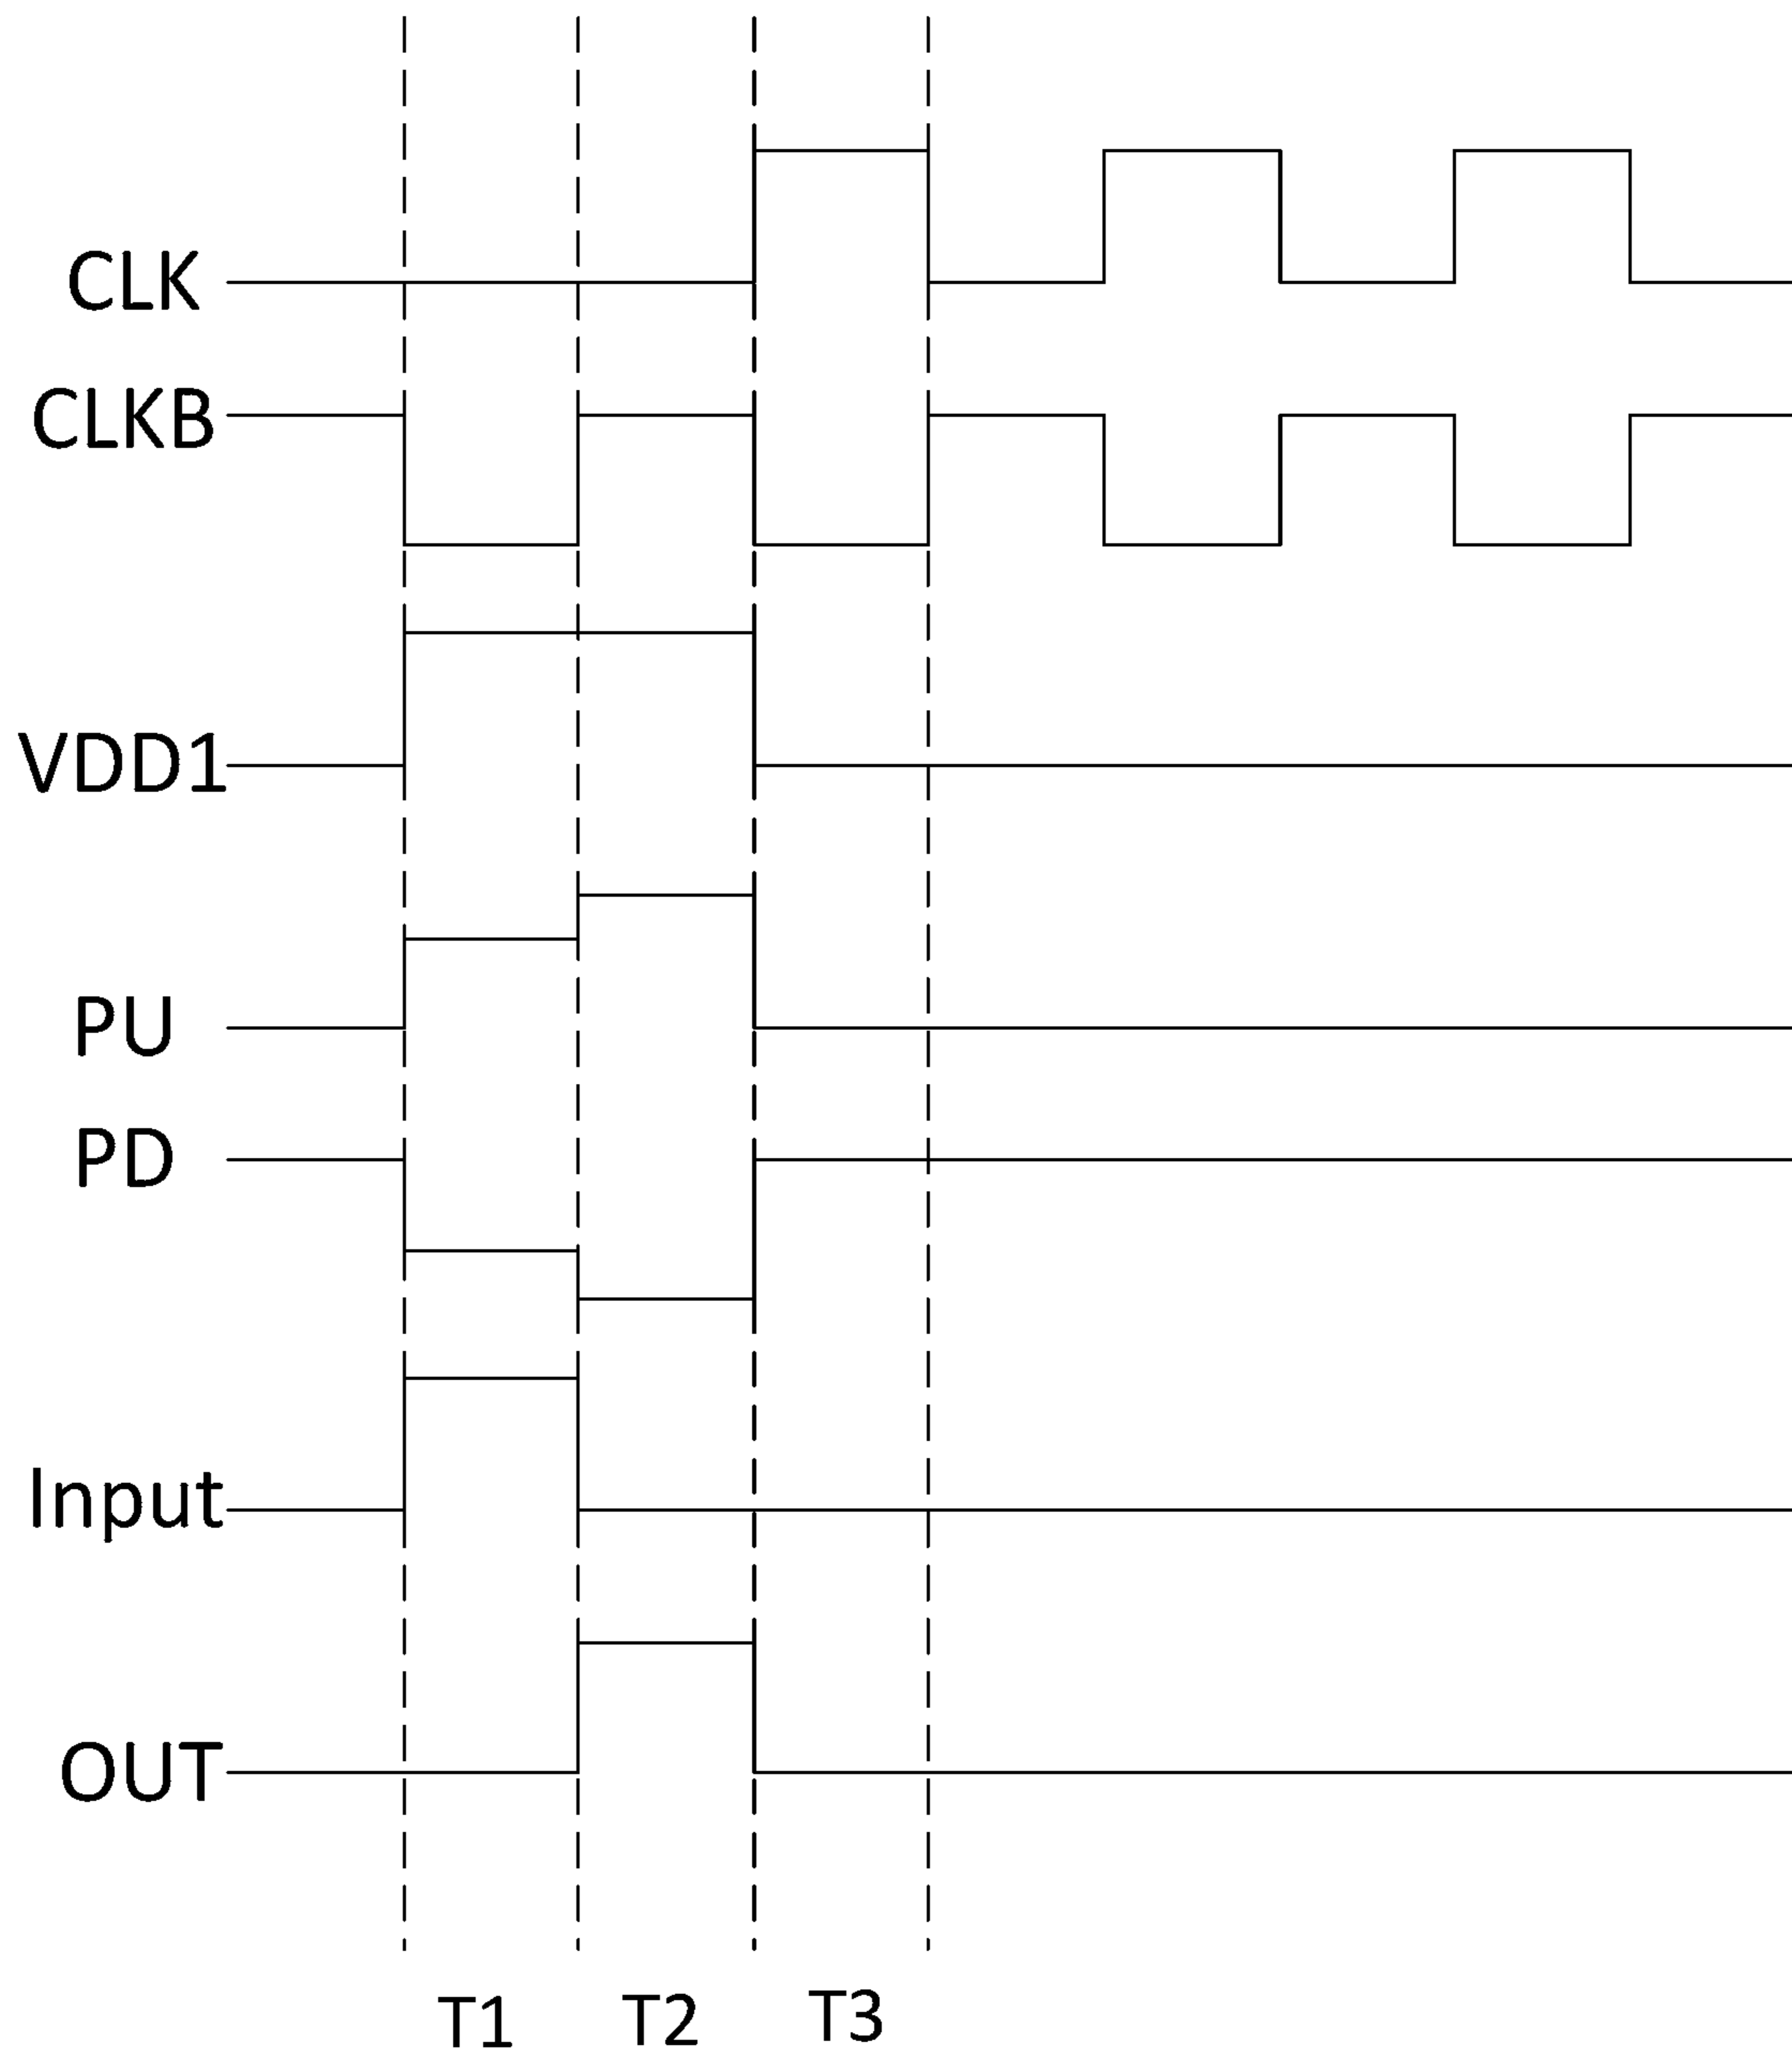 CLK
CLKB
VDD1
PU
PD
Input
OUT
T1 T2 T3